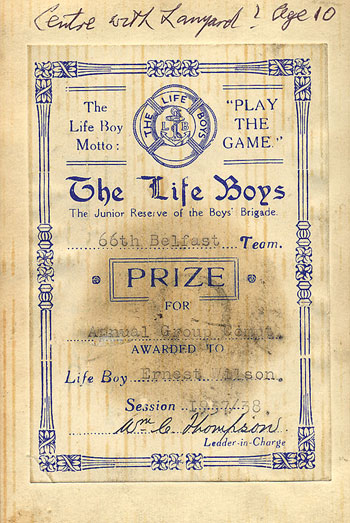 Centre with Lanyard ? Age 10
The Life Boy Motto:
THE LIFE BOYS
L B
"PLAY THE GAME."
The Life Boys
The Junior Reserve of the Boys' Brigade.
66th Belfast Team.
PRIZE
FOR
Annual Group
AWARDED TO
Life Boy Ernest Wilson.
Session 1937/38.
Wm C Thompson
Leader-in-Charge